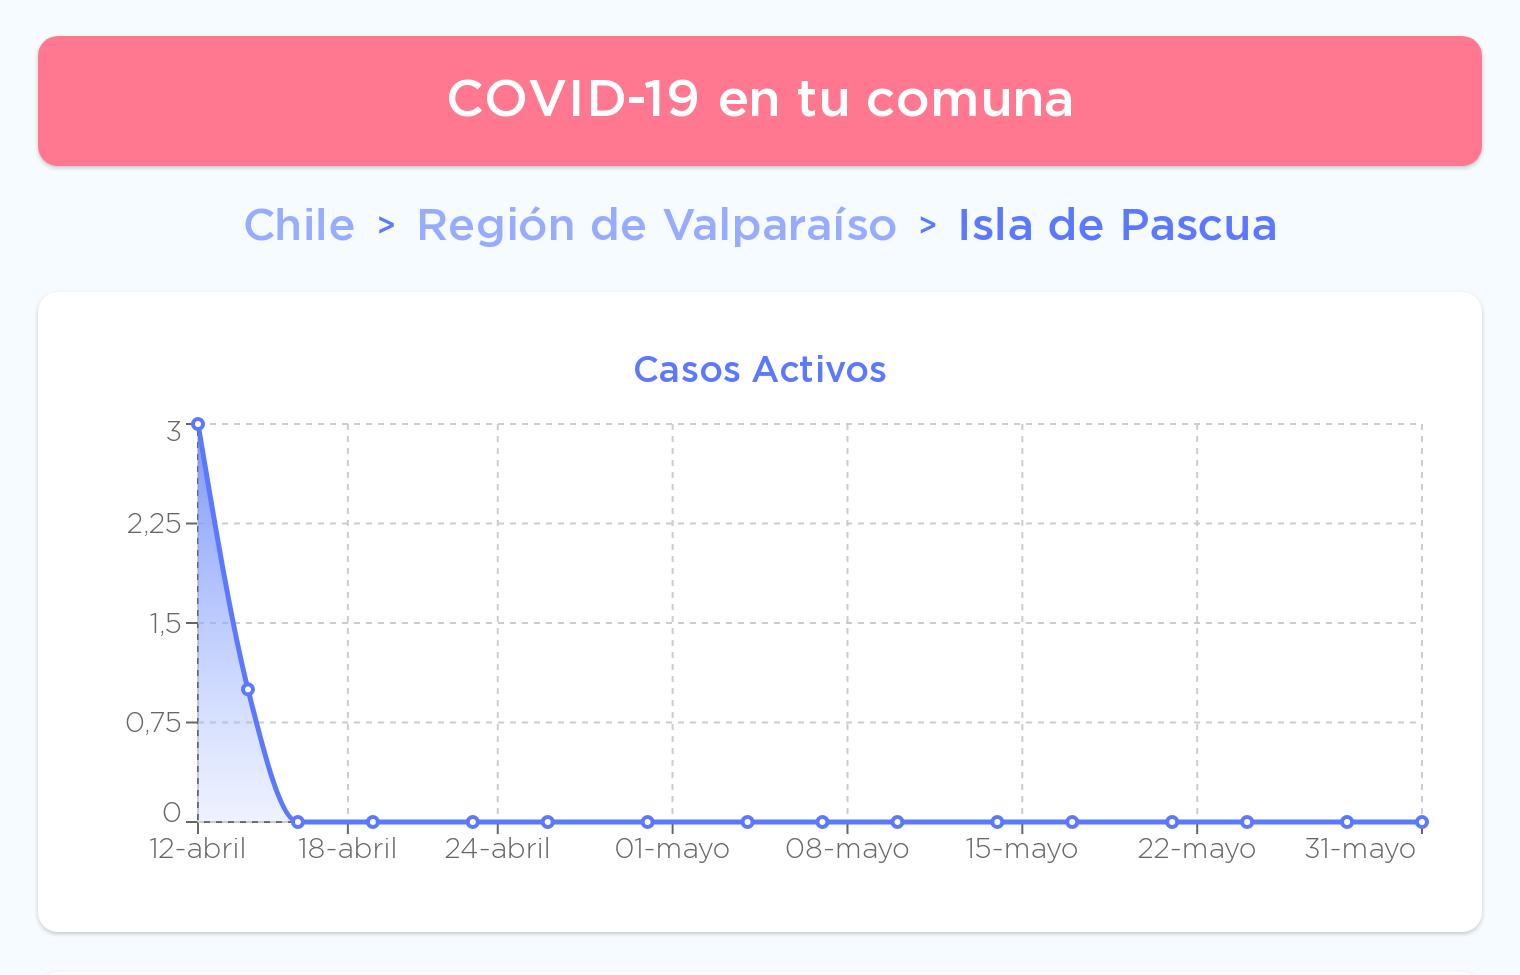 COVID-19 en tu comuna
Chile > Región de Valparaíso > Isla de Pascua
Casos Activos
3
2,25
1,5
0,75
0
12-abril 18-abril 24-abril 01-mayo 08-mayo 15-mayo 22-mayo 31-mayo